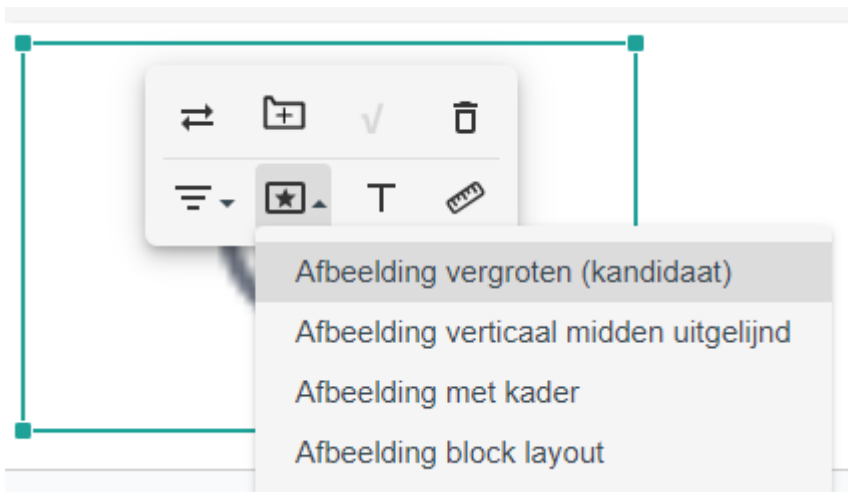 √
T
Afbeelding vergroten (kandidaat)
Afbeelding verticaal midden uitgelijnd
Afbeelding met kader
Afbeelding block layout